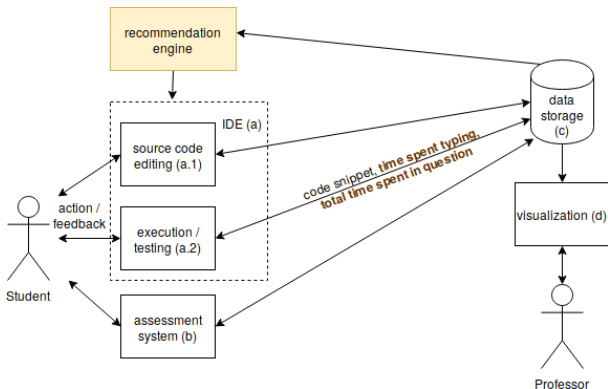 recommendation
engine
IDE (a)
data
storage
(c)
source code
editing (a.1)
code snippet, time spent typing,
total time spent in question
action /
feedback
execution /
testing (a.2)
visualization (d)
Student
assessment
system (b)
Professor